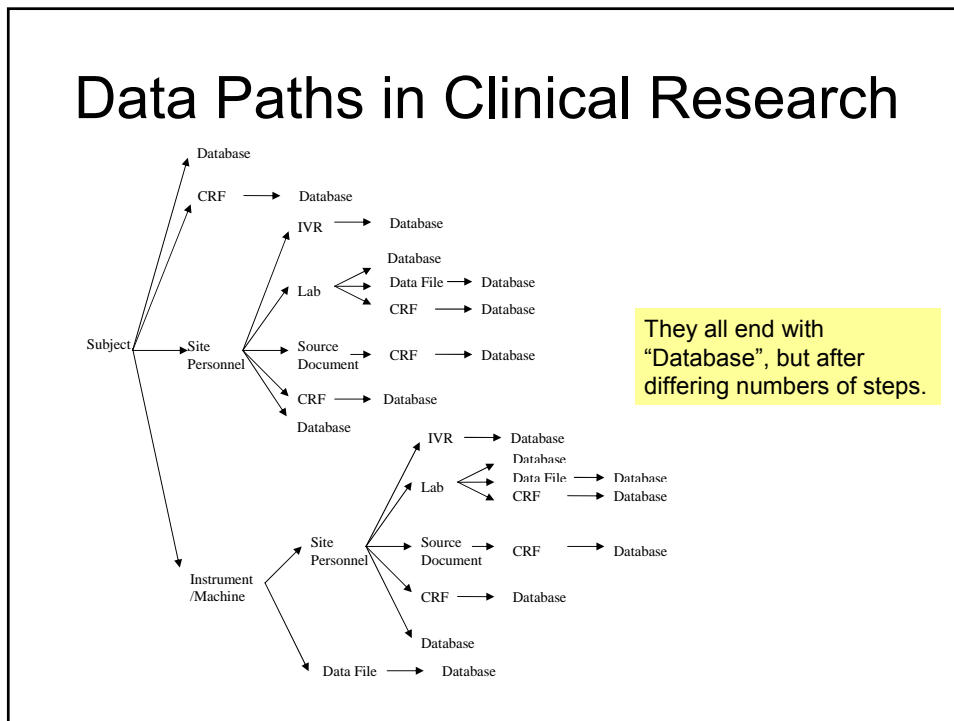 Data Paths in Clinical Research
Database
CRF
Database
IVR
Database
Database
Lab
Data File
Database
CRF
Database
Subject
Site
Personnel
Source
Document
CRF
Database
CRF
Database
Database
They all end with
“Database”, but after
differing numbers of steps.
IVR
Database
Database
Lab
Data File
Database
CRF
Database
Site
Personnel
Source
Document
CRF
Database
Instrument
/Machine
CRF
Database
Database
Data File
Database